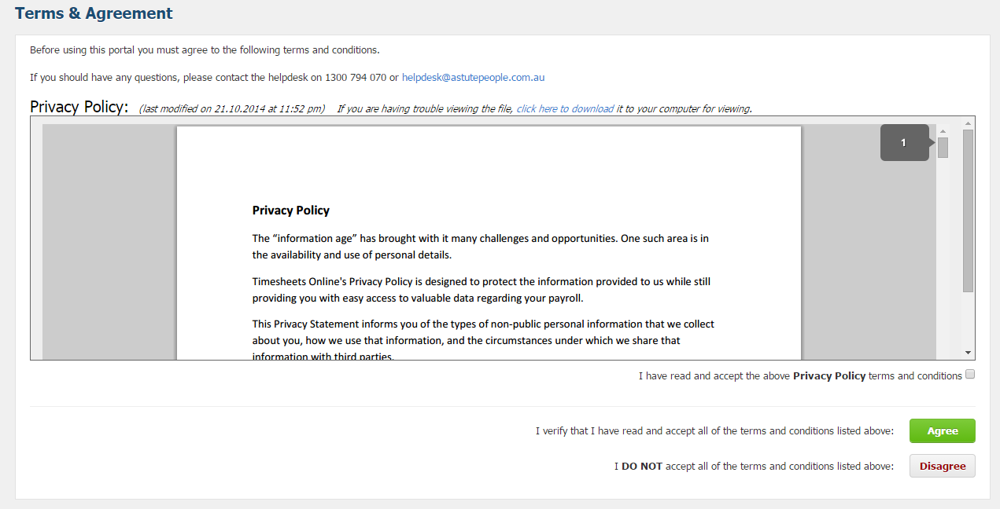 Terms & Agreement
Before using this portal you must agree to the following terms and conditions.
If you should have any questions, please contact the helpdesk on 1300 794 070 or helpdesk@astutepeople.com.au
Privacy Policy: (last modified on 21.10.2014 at 11:52 pm) If you are having trouble viewing the file, click here to download it to your computer for viewing.
1
Privacy Policy
The “information age” has brought with it many challenges and opportunities. One such area is in
the availability and use of personal details.
Timesheets Online's Privacy Policy is designed to protect the information provided to us while still
providing you with easy access to valuable data regarding your payroll.
This Privacy Statement informs you of the types of non-public personal information that we collect
about you, how we use that information, and the circumstances under which we share that
information with third parties.
I have read and accept the above Privacy Policy terms and conditions
I verify that I have read and accept all of the terms and conditions listed above: Agree
I DO NOT accept all of the terms and conditions listed above: Disagree